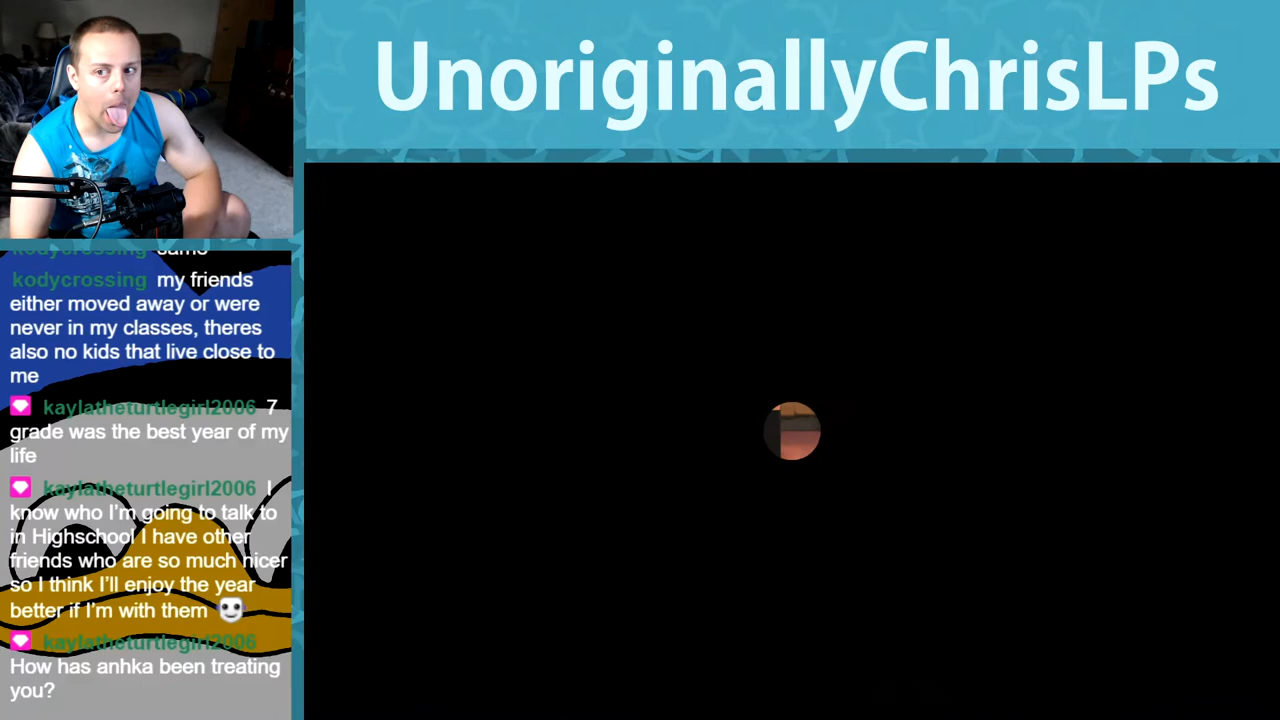 UnoriginallyChrisLPs
kodycrossing same
kodycrossing my friends
either moved away or were
never in my classes, theres
also no kids that live close to
me
kaylatheturtlegirl2006 7
grade was the best year of my
life
kaylatheturtlegirl2006 I
know who I'm going to talk to
in Highschool I have other
friends who are so much nicer
so I think I'll enjoy the year
better if I'm with them
kaylatheturtlegirl2006
How has anhka been treating
you?